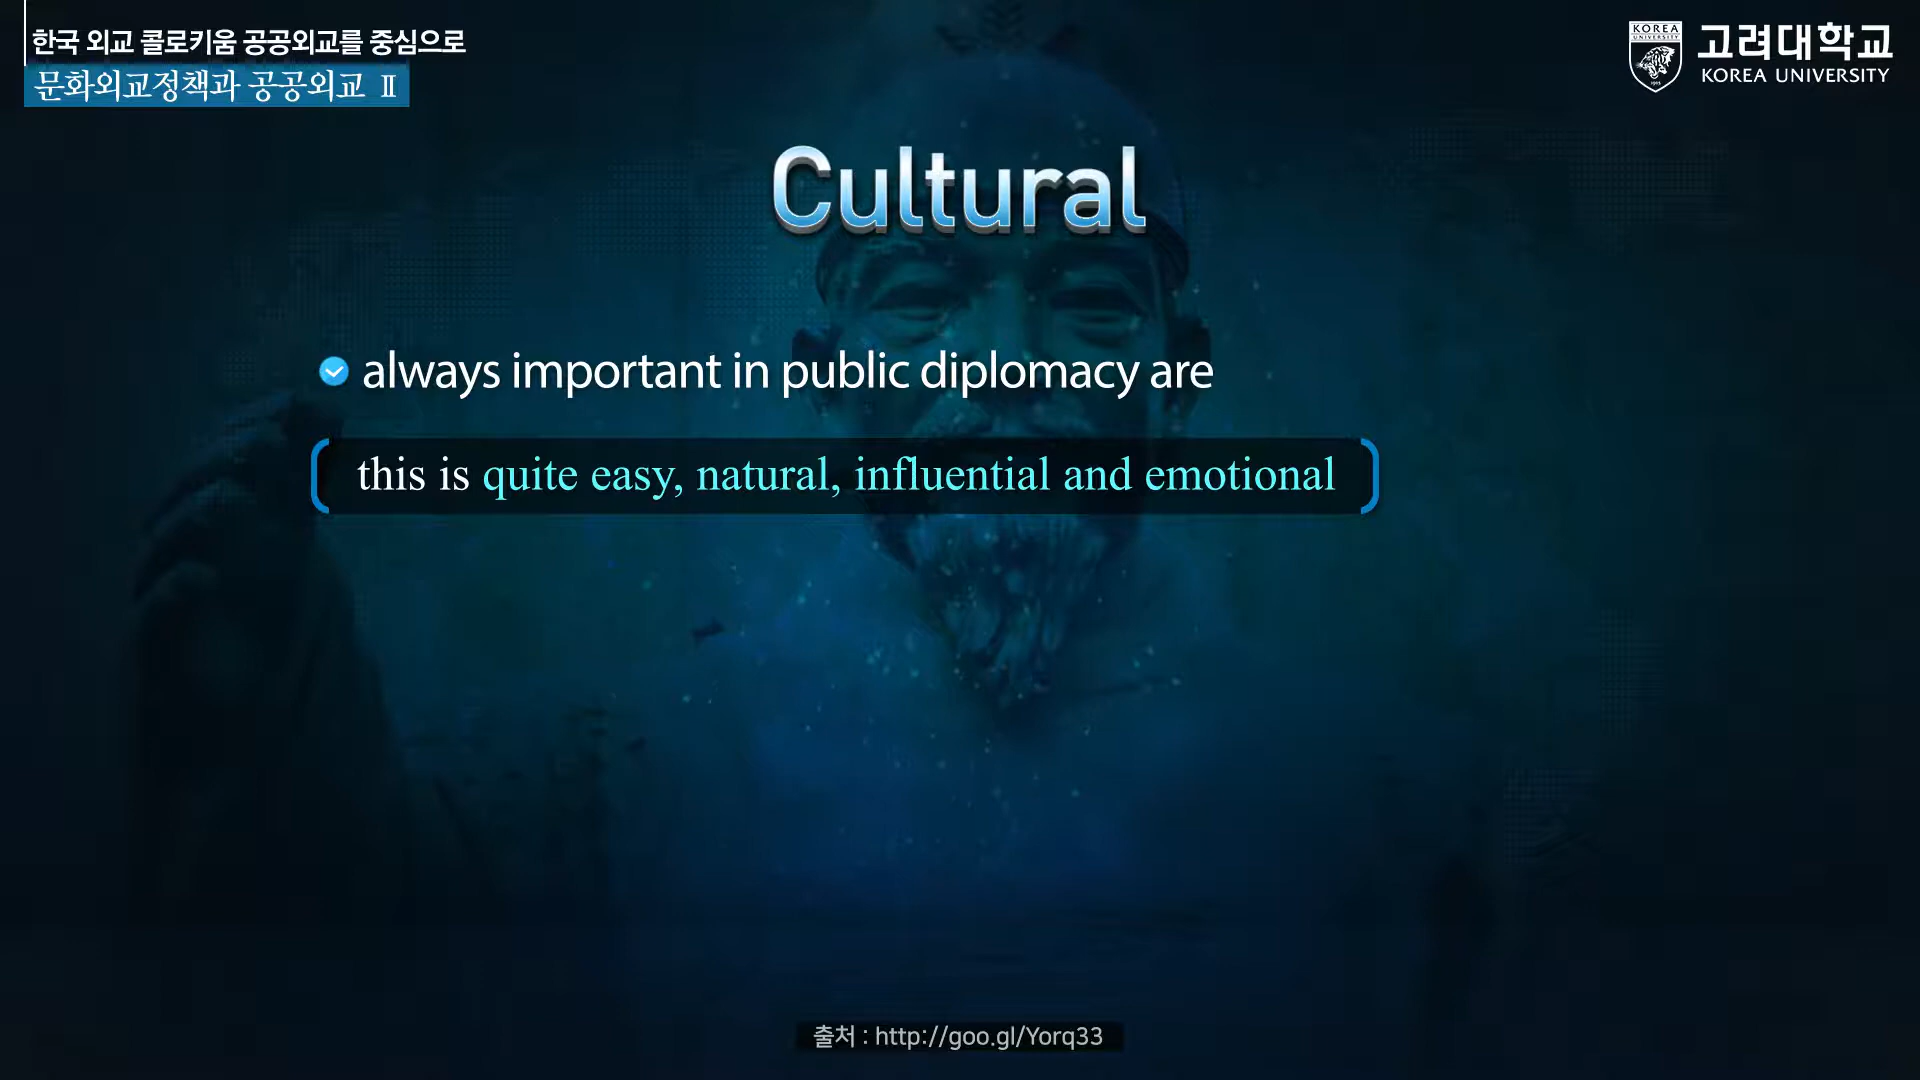 한국 외교 콜로키움 공공외교를 중심으로
문화외교정책과 공공외교 Ⅱ
KOREA
UNIVERSITY
1905
고려대학교
KOREA UNIVERSITY
Cultural
always important in public diplomacy are
this is quite easy, natural, influential and emotional
출처 : http://goo.gl/Yorq33